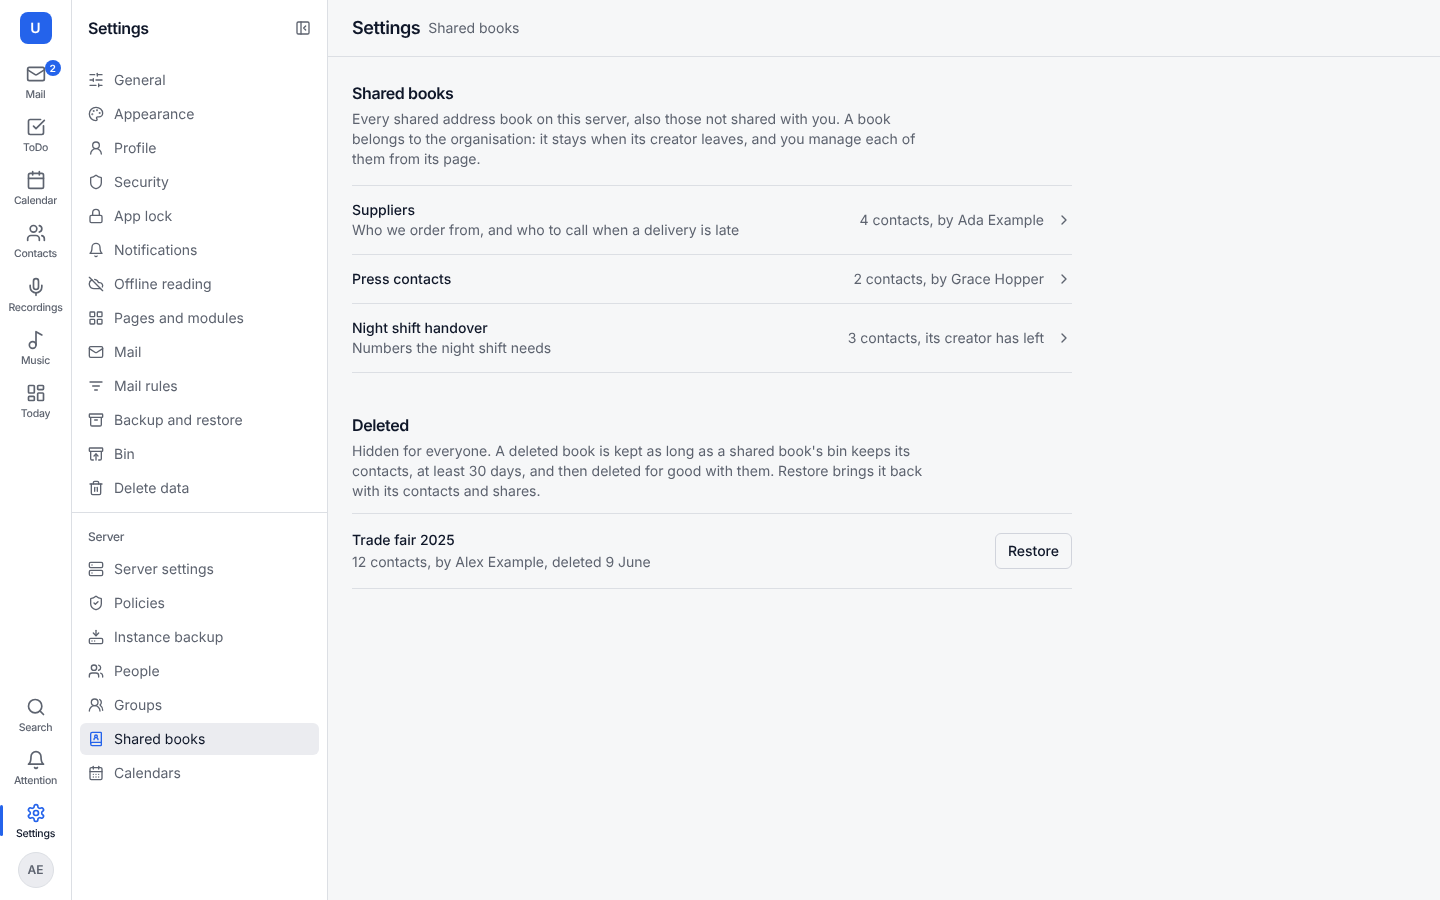 U
Settings
Settings Shared books
2
Mail
ToDo
Calendar
Contacts
Recordings
Music
Today
Search
Attention
Settings
AE
General
Appearance
Profile
Security
App lock
Notifications
Offline reading
Pages and modules
Mail
Mail rules
Backup and restore
Bin
Delete data
Server
Server settings
Policies
Instance backup
People
Groups
Shared books
Calendars
Shared books
Every shared address book on this server, also those not shared with you. A book
belongs to the organisation: it stays when its creator leaves, and you manage each of
them from its page.
Suppliers
Who we order from, and who to call when a delivery is late
4 contacts, by Ada Example
Press contacts
2 contacts, by Grace Hopper
Night shift handover
Numbers the night shift needs
3 contacts, its creator has left
Deleted
Hidden for everyone. A deleted book is kept as long as a shared book's bin keeps its
contacts, at least 30 days, and then deleted for good with them. Restore brings it back
with its contacts and shares.
Trade fair 2025
12 contacts, by Alex Example, deleted 9 June
Restore